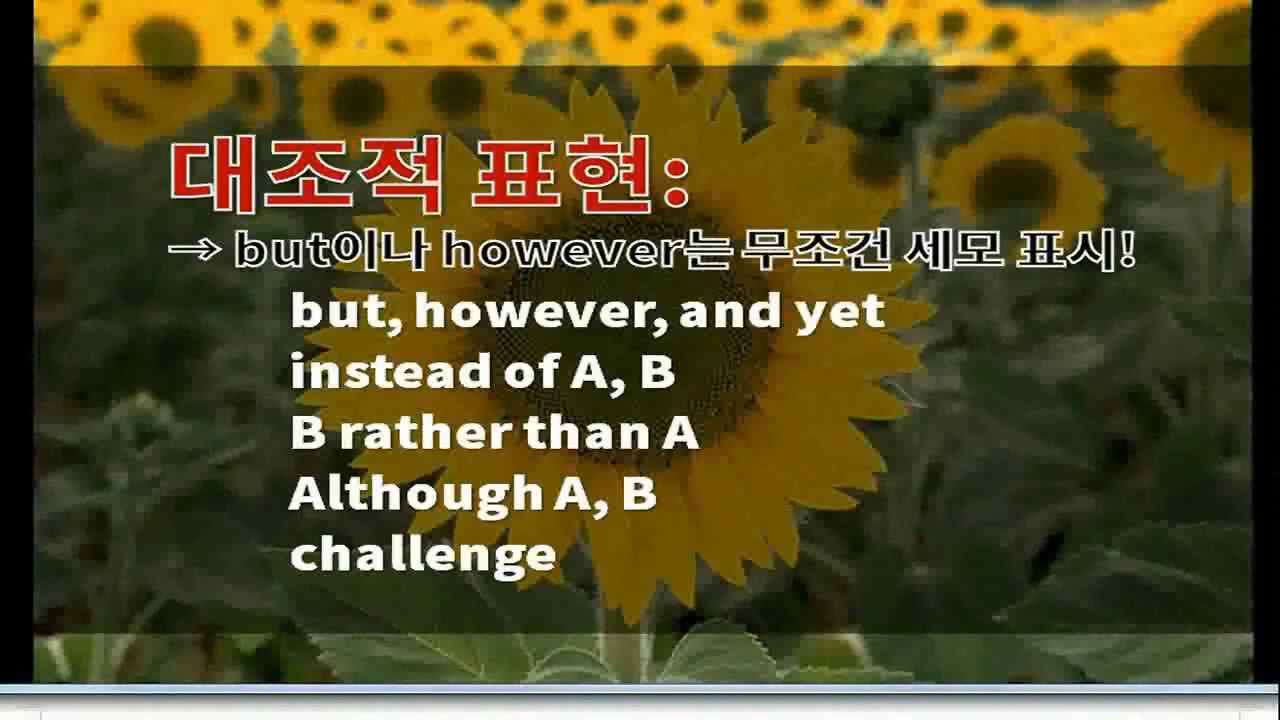 대조적 표현:
→ but이나 however는 무조건 세모 표시!
but, however, and yet
instead of A, B
B rather than A
Although A, B
challenge